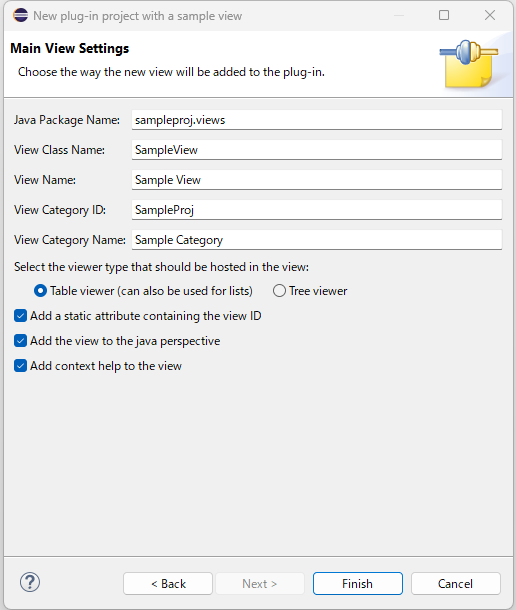 New plug-in project with a sample view
Main View Settings
Choose the way the new view will be added to the plug-in.
Java Package Name: sampleproj.views
View Class Name: SampleView
View Name: Sample View
View Category ID: SampleProj
View Category Name: Sample Category
Select the viewer type that should be hosted in the view:
Table viewer (can also be used for lists) Tree viewer
Add a static attribute containing the view ID
Add the view to the java perspective
Add context help to the view
? < Back Next > Finish Cancel